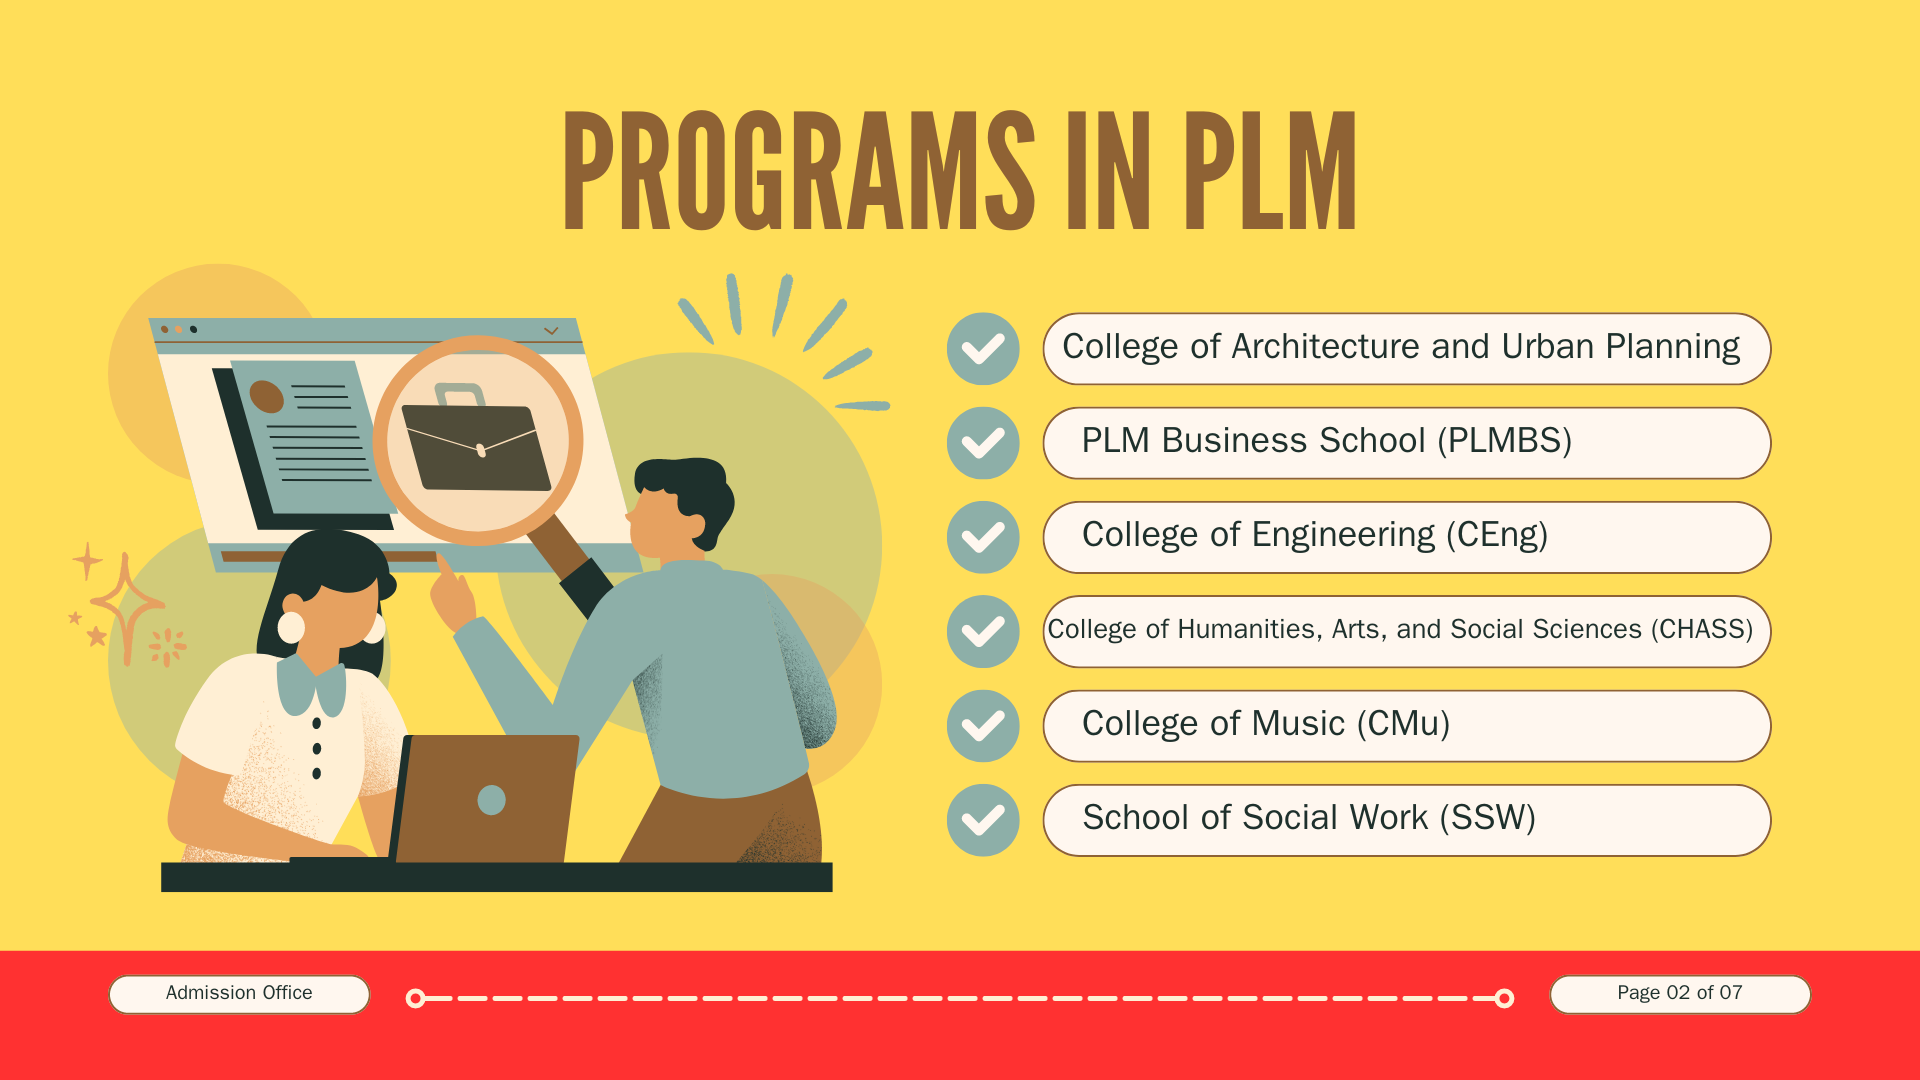 PROGRAMS IN PLM
College of Architecture and Urban Planning
PLM Business School (PLMBS)
College of Engineering (CEng)
College of Humanities, Arts, and Social Sciences (CHASS)
College of Music (CMu)
School of Social Work (SSW)
Admission Office
Page 02 of 07